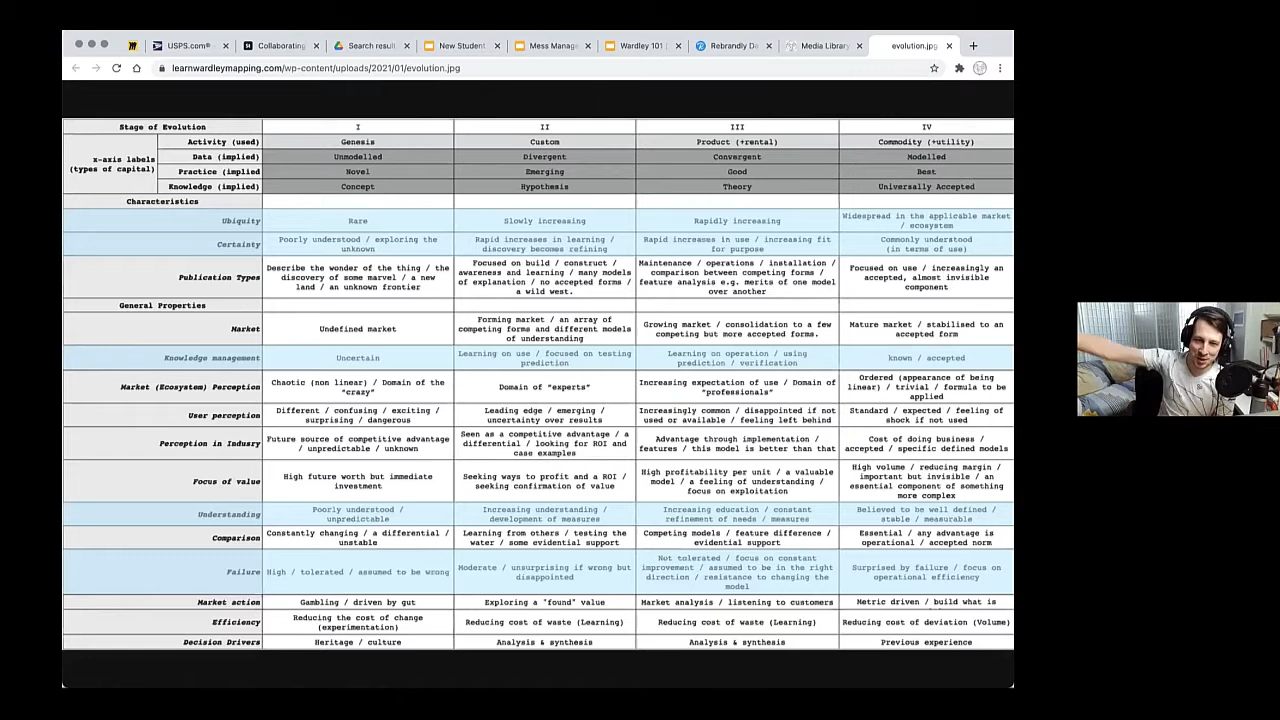 USPS.com®
Collaborating
Search result
New Student
Mess Manage
Wardley 101 (
Rebrandly Da
Media Library
evolution.jpg
learnwardleymapping.com/wp-content/uploads/2021/01/evolution.jpg
Stage of Evolution I II III IV
x-axis labels
(types of capital)
Activity (used) Genesis Custom Product (+rental) Commodity (+utility)
Data (implied) Unmodelled Divergent Convergent Modelled
Practice (implied Novel Emerging Good Best
Knowledge (implied) Concept Hypothesis Theory Universally Accepted
Characteristics
Ubiquity
Rare
Slowly increasing
Rapidly increasing
Widespread in the applicable market
/ ecosystem
Certainty
Poorly understood / exploring the
unknown
Rapid increases in learning /
discovery becomes refining
Rapid increases in use / increasing fit
for purpose
Commonly understood
(in terms of use)
Publication Types
Describe the wonder of the thing / the
discovery of some marvel / a new
land / an unknown frontier
Focused on build / construct /
awareness and learning / many models
of explanation / no accepted forms /
a wild west.
Maintenance / operations / installation /
comparison between competing forms /
feature analysis e.g. merits of one model
over another
Focused on use / increasingly an
accepted, almost invisible
component
General Properties
Market
Undefined market
Forming market / an array of
competing forms and different models
of understanding
Growing market / consolidation to a few
competing but more accepted forms.
Mature market / stabilised to an
accepted form
Knowledge management
Uncertain
Learning on use / focused on testing
prediction
Learning on operation / using
prediction / verification
known / accepted
Market (Ecosystem) Perception
Chaotic (non linear) / Domain of the
"crazy"
Domain of "experts"
Increasing expectation of use / Domain of
"professionals"
Ordered (appearance of being
linear) / trivial / formula to be
applied
User perception
Different / confusing / exciting /
surprising / dangerous
Leading edge / emerging /
uncertainty over results
Increasingly common / disappointed if not
used or available / feeling left behind
Standard / expected / feeling of
shock if not used
Perception in Indusry
Future source of competitive advantage
/ unpredictable / unknown
Seen as a competitive advantage / a
differential / looking for ROI and
case examples
Advantage through implementation /
features / this model is better than that
Cost of doing business /
accepted / specific defined models
Focus of value
High future worth but immediate
investment
Seeking ways to profit and a ROI /
seeking confirmation of value
High profitability per unit / a valuable
model / a feeling of understanding /
focus on exploitation
High volume / reducing margin /
important but invisible / an
essential component of something
more complex
Understanding
Poorly understood /
unpredictable
Increasing understanding /
development of measures
Increasing education / constant
refinement of needs / measures
Believed to be well defined /
stable / measurable
Comparison
Constantly changing / a differential /
unstable
Learning from others / testing the
water / some evidential support
Competing models / feature difference /
evidential support
Essential / any advantage is
operational / accepted norm
Failure
High / tolerated / assumed to be wrong
Moderate / unsurprising if wrong but
disappointed
Not tolerated / focus on constant
improvement / assumed to be in the right
direction / resistance to changing the
model
Surprised by failure / focus on
operational efficiency
Market action
Gambling / driven by gut
Exploring a "found" value
Market analysis / listening to customers
Metric driven / build what is
Efficiency
Reducing the cost of change
(experimentation)
Reducing cost of waste (Learning)
Reducing cost of waste (Learning)
Reducing cost of deviation (Volume)
Decision Drivers
Heritage / culture
Analysis & synthesis
Analysis & synthesis
Previous experience